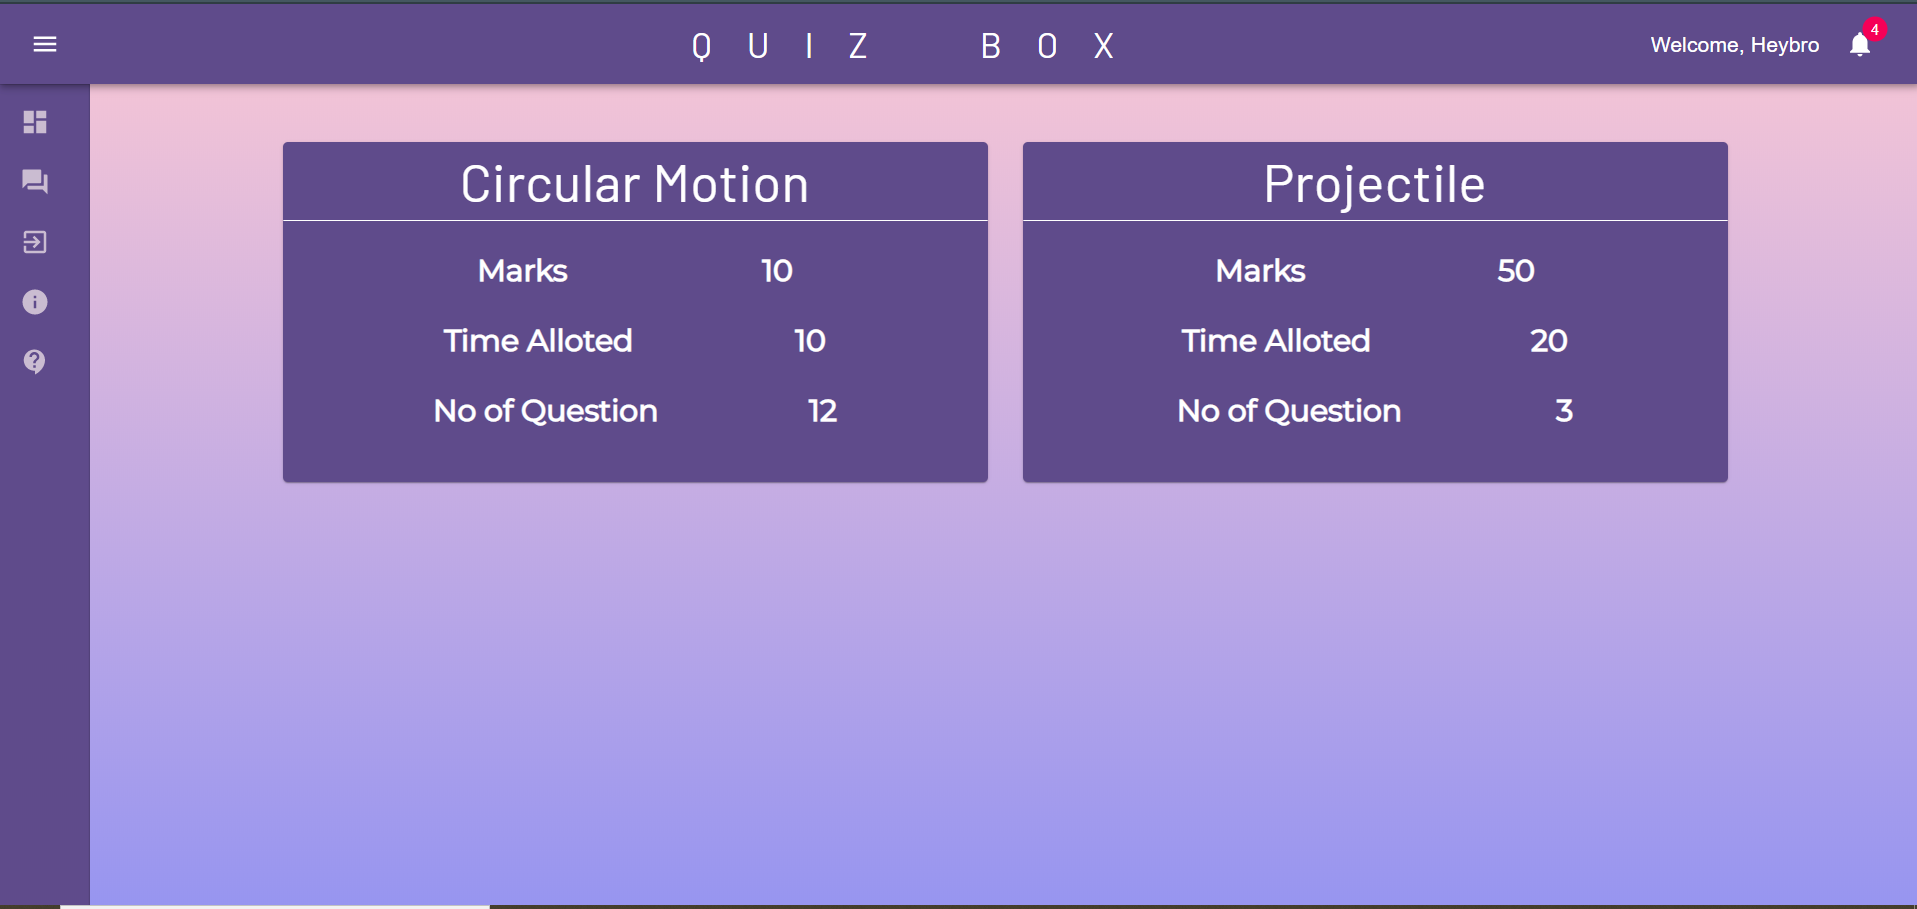 QUIZ BOX
Welcome, Heybro
4
Circular Motion
Marks 10
Time Alloted 10
No of Question 12
Projectile
Marks 50
Time Alloted 20
No of Question 3